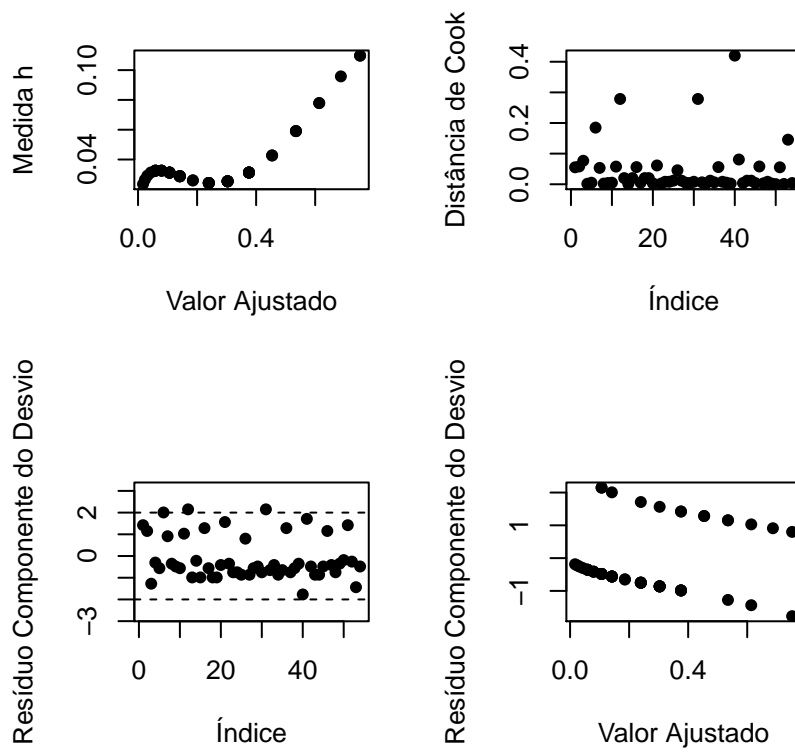 Medida h
0.04 0.10
0.0 0.4
Valor Ajustado
Distância de Cook
0.0 0.2 0.4
0 20 40
Índice
Resíduo Componente do Desvio
−3 0 2
0 20 40
Índice
Resíduo Componente do Desvio
−1 1
0.0 0.4
Valor Ajustado